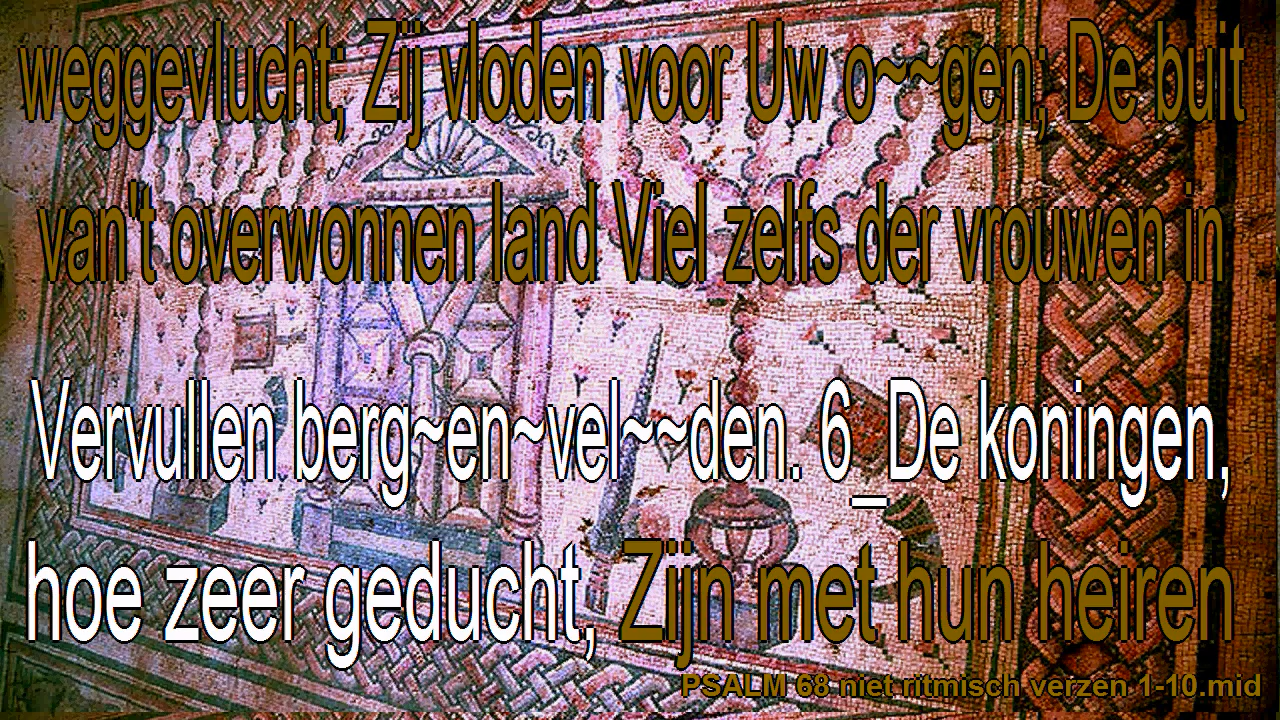 weggevlucht; Zij vloden voor Uw o~~gen; De buit
van't overwonnen land Viel zelfs der vrouwen in
Vervullen berg~en~vel~~den. 6_De koningen,
hoe zeer geducht, Zijn met hun heiren
PSALM 68 niet ritmisch verzen 1-10.mid